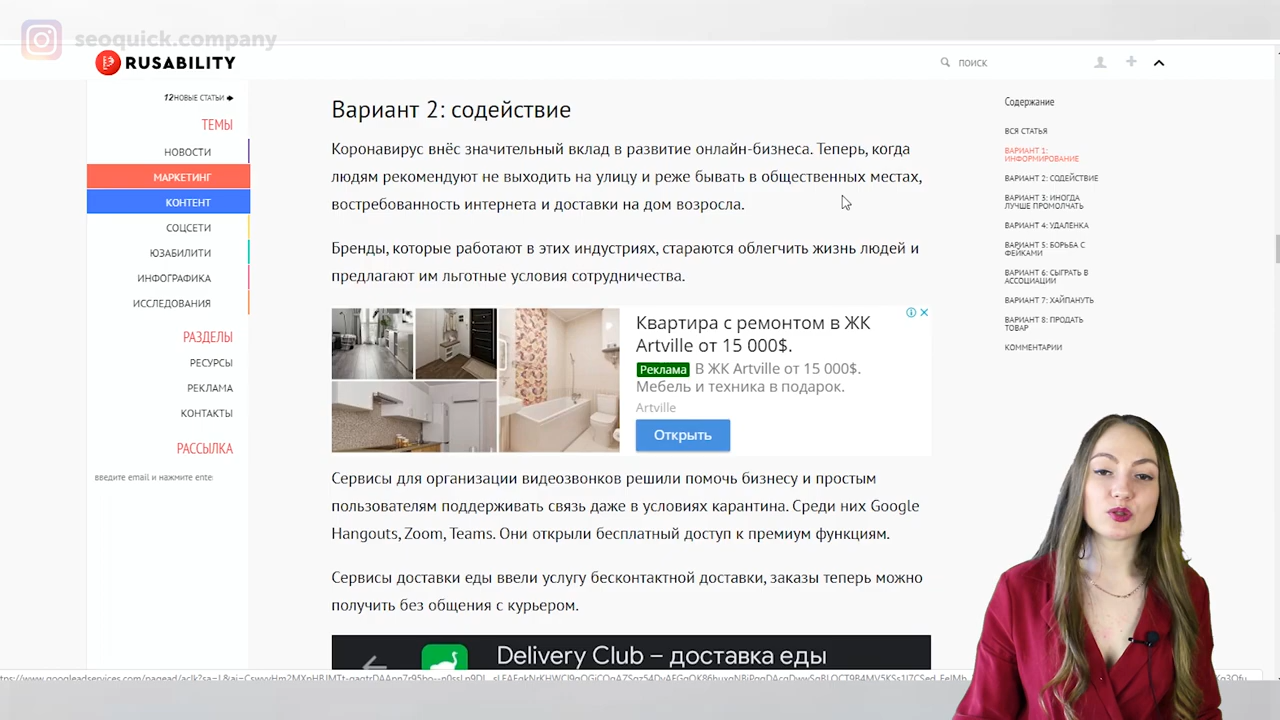 seoquick.company
RUSABILITY
ПОИСК
12НОВЫЕ СТАТЬИ
ТЕМЫ
НОВОСТИ
МАРКЕТИНГ
КОНТЕНТ
СОЦСЕТИ
ЮЗАБИЛИТИ
ИНФОГРАФИКА
ИССЛЕДОВАНИЯ
РАЗДЕЛЫ
РЕСУРСЫ
РЕКЛАМА
КОНТАКТЫ
РАССЫЛКА
введите email и нажмите ente
Вариант 2: содействие
Коронавирус внёс значительный вклад в развитие онлайн-бизнеса. Теперь, когда
людям рекомендуют не выходить на улицу и реже бывать в общественных местах,
востребованность интернета и доставки на дом возросла.
Бренды, которые работают в этих индустриях, стараются облегчить жизнь людей и
предлагают им льготные условия сотрудничества.
Квартира с ремонтом в ЖК
Artville от 15 000$.
Реклама В ЖК Artville от 15 000$.
Мебель и техника в подарок.
Artville
Открыть
Сервисы для организации видеозвонков решили помочь бизнесу и простым
пользователям поддерживать связь даже в условиях карантина. Среди них Google
Hangouts, Zoom, Teams. Они открыли бесплатный доступ к премиум функциям.
Сервисы доставки еды ввели услугу бесконтактной доставки, заказы теперь можно
получить без общения с курьером.
Delivery Club – доставка еды
Содержание
ВСЯ СТАТЬЯ
ВАРИАНТ 1:
ИНФОРМИРОВАНИЕ
ВАРИАНТ 2: СОДЕЙСТВИЕ
ВАРИАНТ 3: ИНОГДА
ЛУЧШЕ ПРОМОЛЧАТЬ
ВАРИАНТ 4: УДАЛЕНКА
ВАРИАНТ 5: БОРЬБА С
ФЕЙКАМИ
ВАРИАНТ 6: СЫГРАТЬ В
АССОЦИАЦИИ
ВАРИАНТ 7: ХАЙПАНУТЬ
ВАРИАНТ 8: ПРОДАТЬ
ТОВАР
КОММЕНТАРИИ